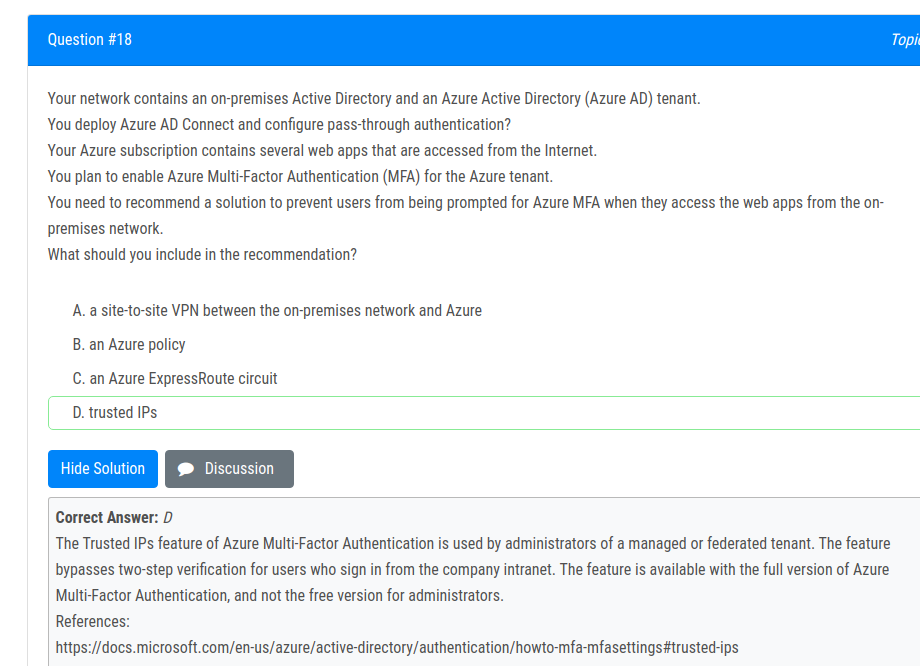 Question #18
Your network contains an on-premises Active Directory and an Azure Active Directory (Azure AD) tenant.
You deploy Azure AD Connect and configure pass-through authentication?
Your Azure subscription contains several web apps that are accessed from the Internet.
You plan to enable Azure Multi-Factor Authentication (MFA) for the Azure tenant.
You need to recommend a solution to prevent users from being prompted for Azure MFA when they access the web apps from the on-
premises network.
What should you include in the recommendation?
A. a site-to-site VPN between the on-premises network and Azure
B. an Azure policy
C. an Azure ExpressRoute circuit
D. trusted IPs
Hide Solution Discussion
Correct Answer: D
The Trusted IPs feature of Azure Multi-Factor Authentication is used by administrators of a managed or federated tenant. The feature
bypasses two-step verification for users who sign in from the company intranet. The feature is available with the full version of Azure
Multi-Factor Authentication, and not the free version for administrators.
References:
https://docs.microsoft.com/en-us/azure/active-directory/authentication/howto-mfa-mfasettings#trusted-ips